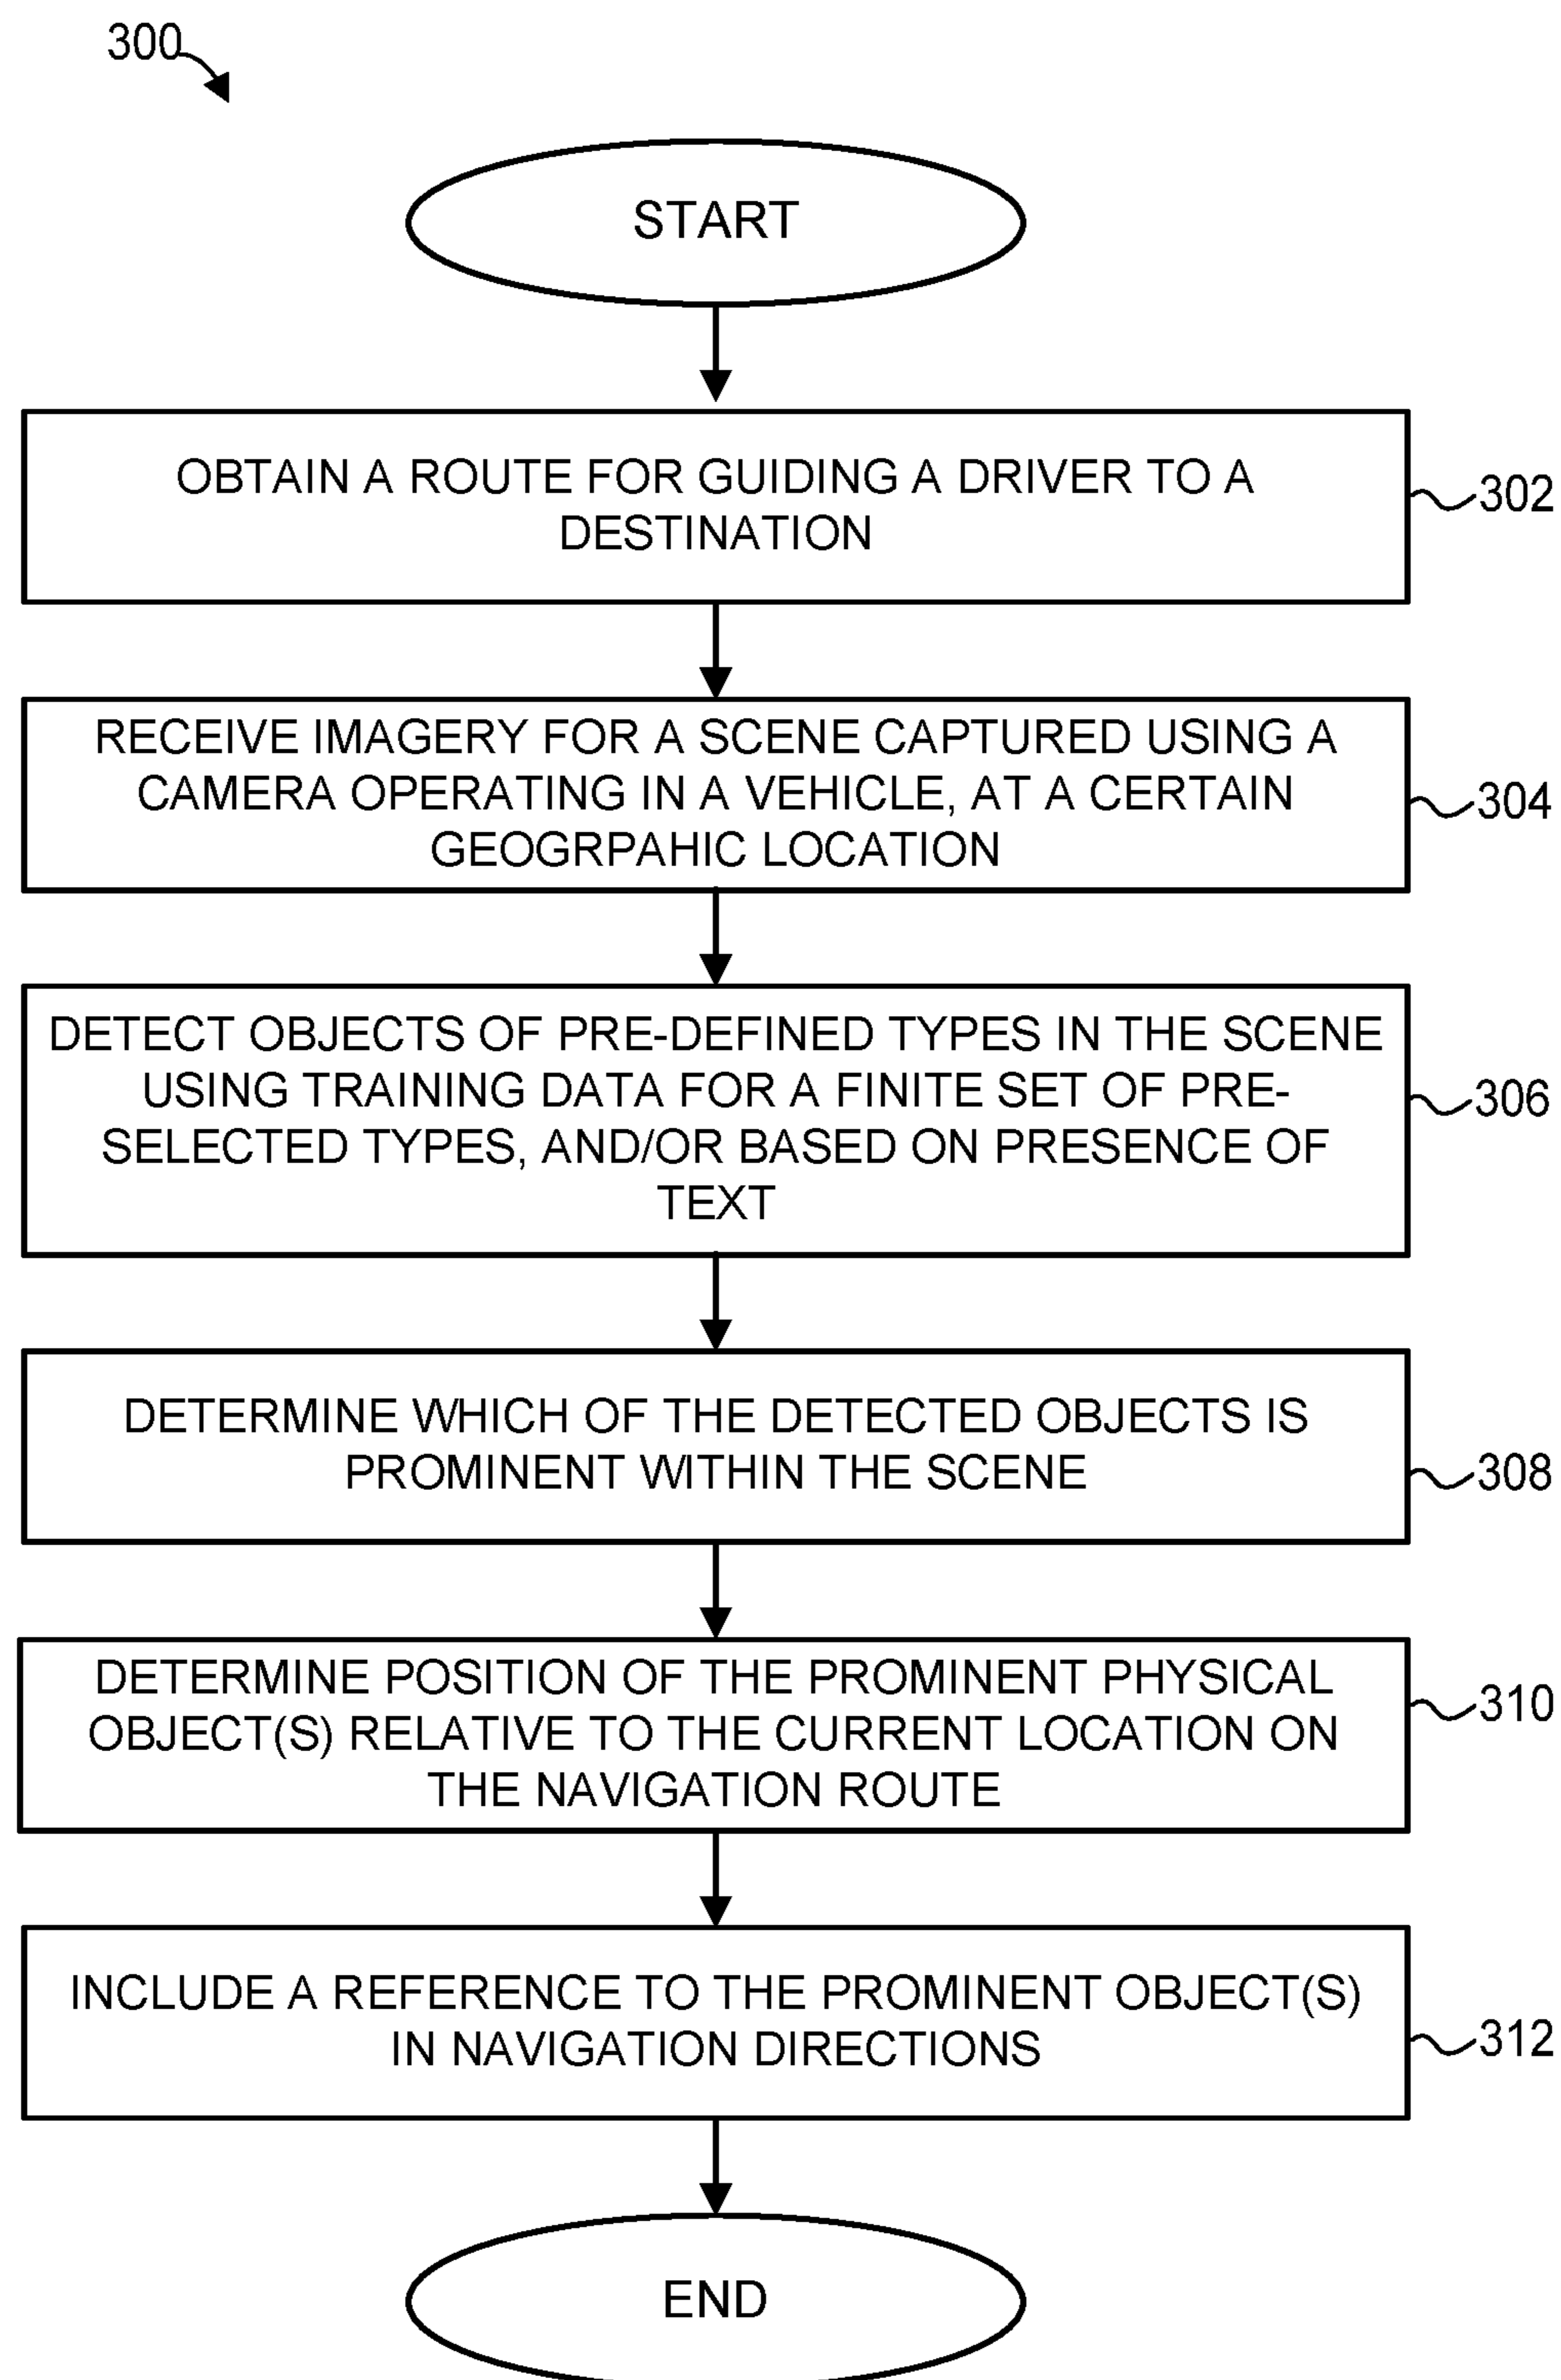 300
START
OBTAIN A ROUTE FOR GUIDING A DRIVER TO A
DESTINATION
302
RECEIVE IMAGERY FOR A SCENE CAPTURED USING A
CAMERA OPERATING IN A VEHICLE, AT A CERTAIN
GEOGRPAHIC LOCATION
304
DETECT OBJECTS OF PRE-DEFINED TYPES IN THE SCENE
USING TRAINING DATA FOR A FINITE SET OF PRE-
SELECTED TYPES, AND/OR BASED ON PRESENCE OF
TEXT
306
DETERMINE WHICH OF THE DETECTED OBJECTS IS
PROMINENT WITHIN THE SCENE
308
DETERMINE POSITION OF THE PROMINENT PHYSICAL
OBJECT(S) RELATIVE TO THE CURRENT LOCATION ON
THE NAVIGATION ROUTE
310
INCLUDE A REFERENCE TO THE PROMINENT OBJECT(S)
IN NAVIGATION DIRECTIONS
312
END